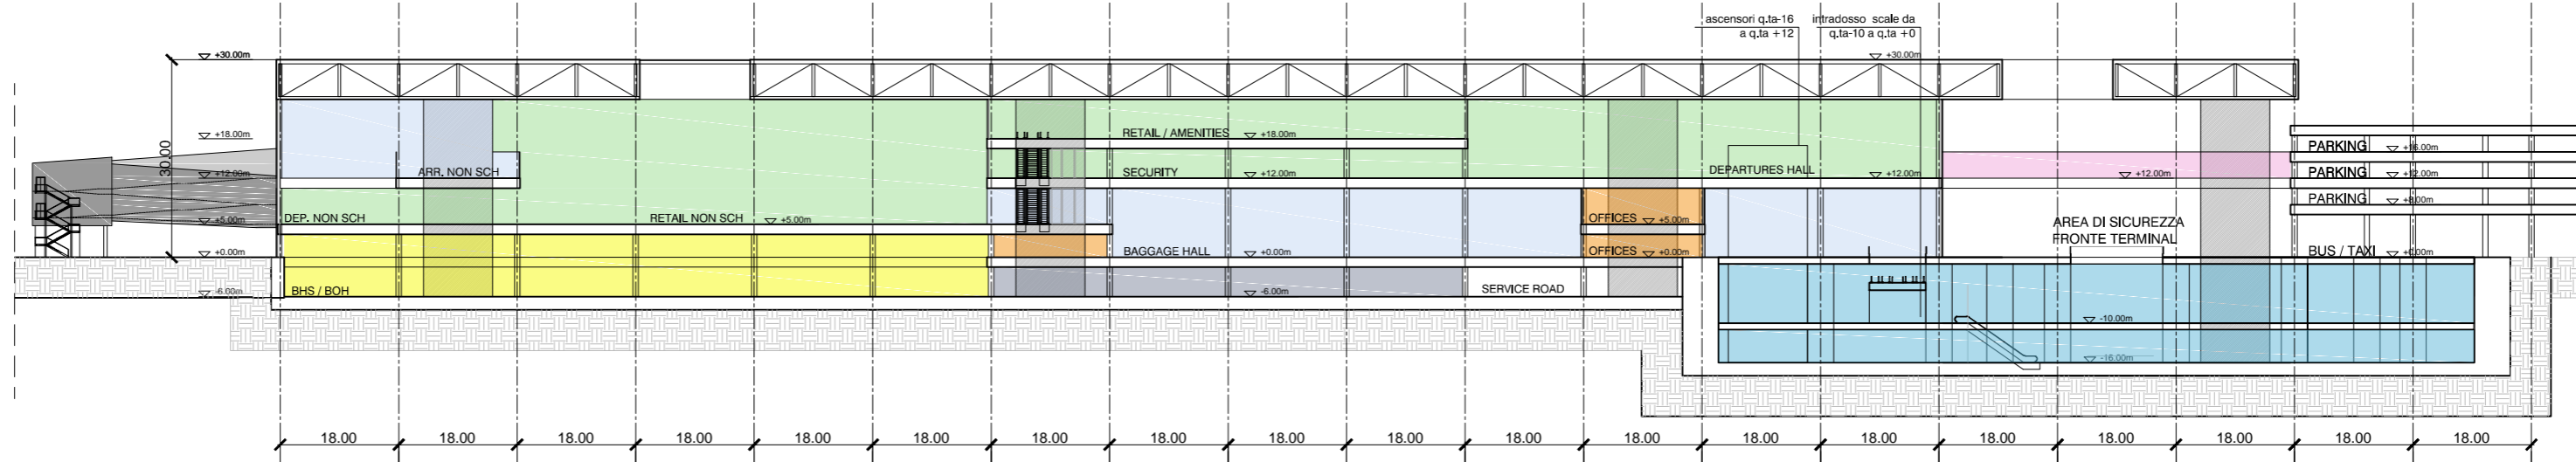 ascensori q.ta-16
a q.ta +12
intradosso scale da
q.ta-10 a q.ta +0
+30.00m
+30.00m
30.00
+18.00m
RETAIL / AMENITIES +18.00m
PARKING +16.00m
+12.00m
ARR. NON SCH
SECURITY +12.00m
DEPARTURES HALL +12.00m
+12.00m
PARKING +12.00m
PARKING +8.00m
+5.00m
DEP. NON SCH
RETAIL NON SCH +5.00m
OFFICES +5.00m
AREA DI SICUREZZA
FRONTE TERMINAL
+0.00m
BAGGAGE HALL +0.00m
OFFICES +0.00m
BUS / TAXI +0.00m
-6.00m
BHS / BOH
-6.00m
SERVICE ROAD
-10.00m
-16.00m
18.00 18.00 18.00 18.00 18.00 18.00 18.00 18.00 18.00 18.00 18.00 18.00 18.00 18.00 18.00 18.00 18.00 18.00 18.00